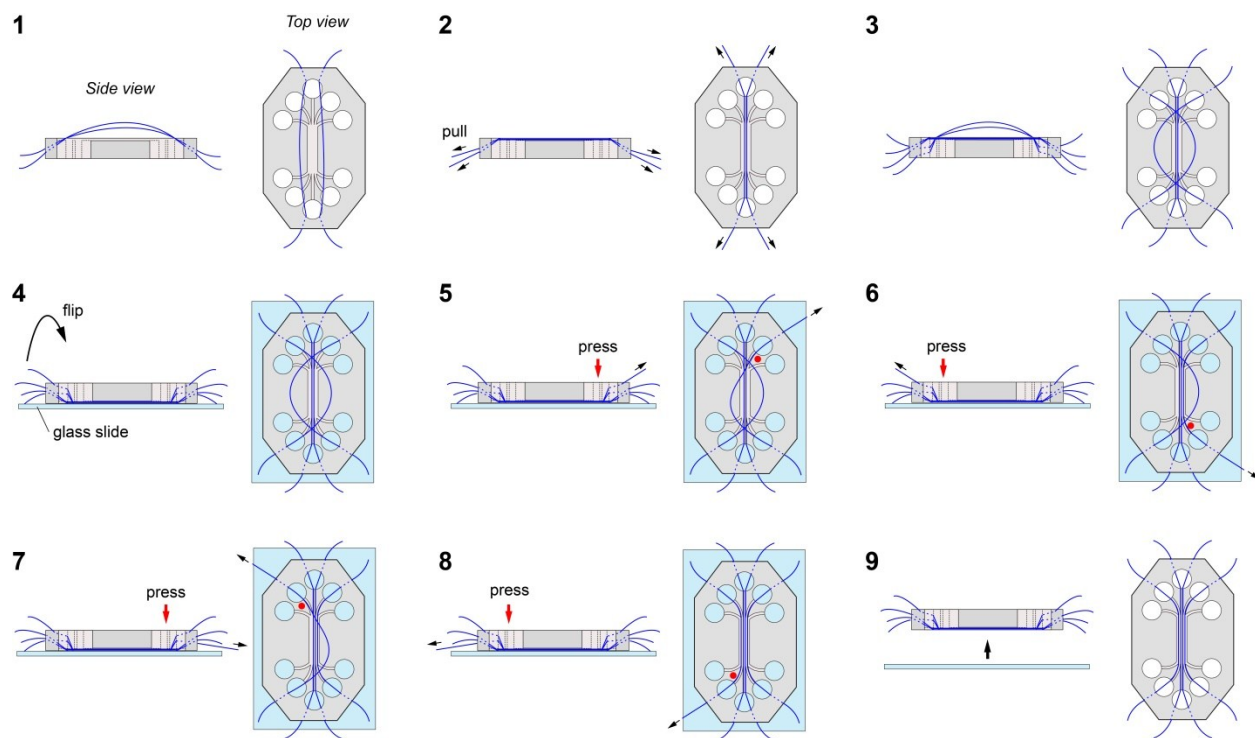 1
Side view
Top view
2
pull
3
4
flip
glass slide
5
press
6
press
7
press
8
press
9